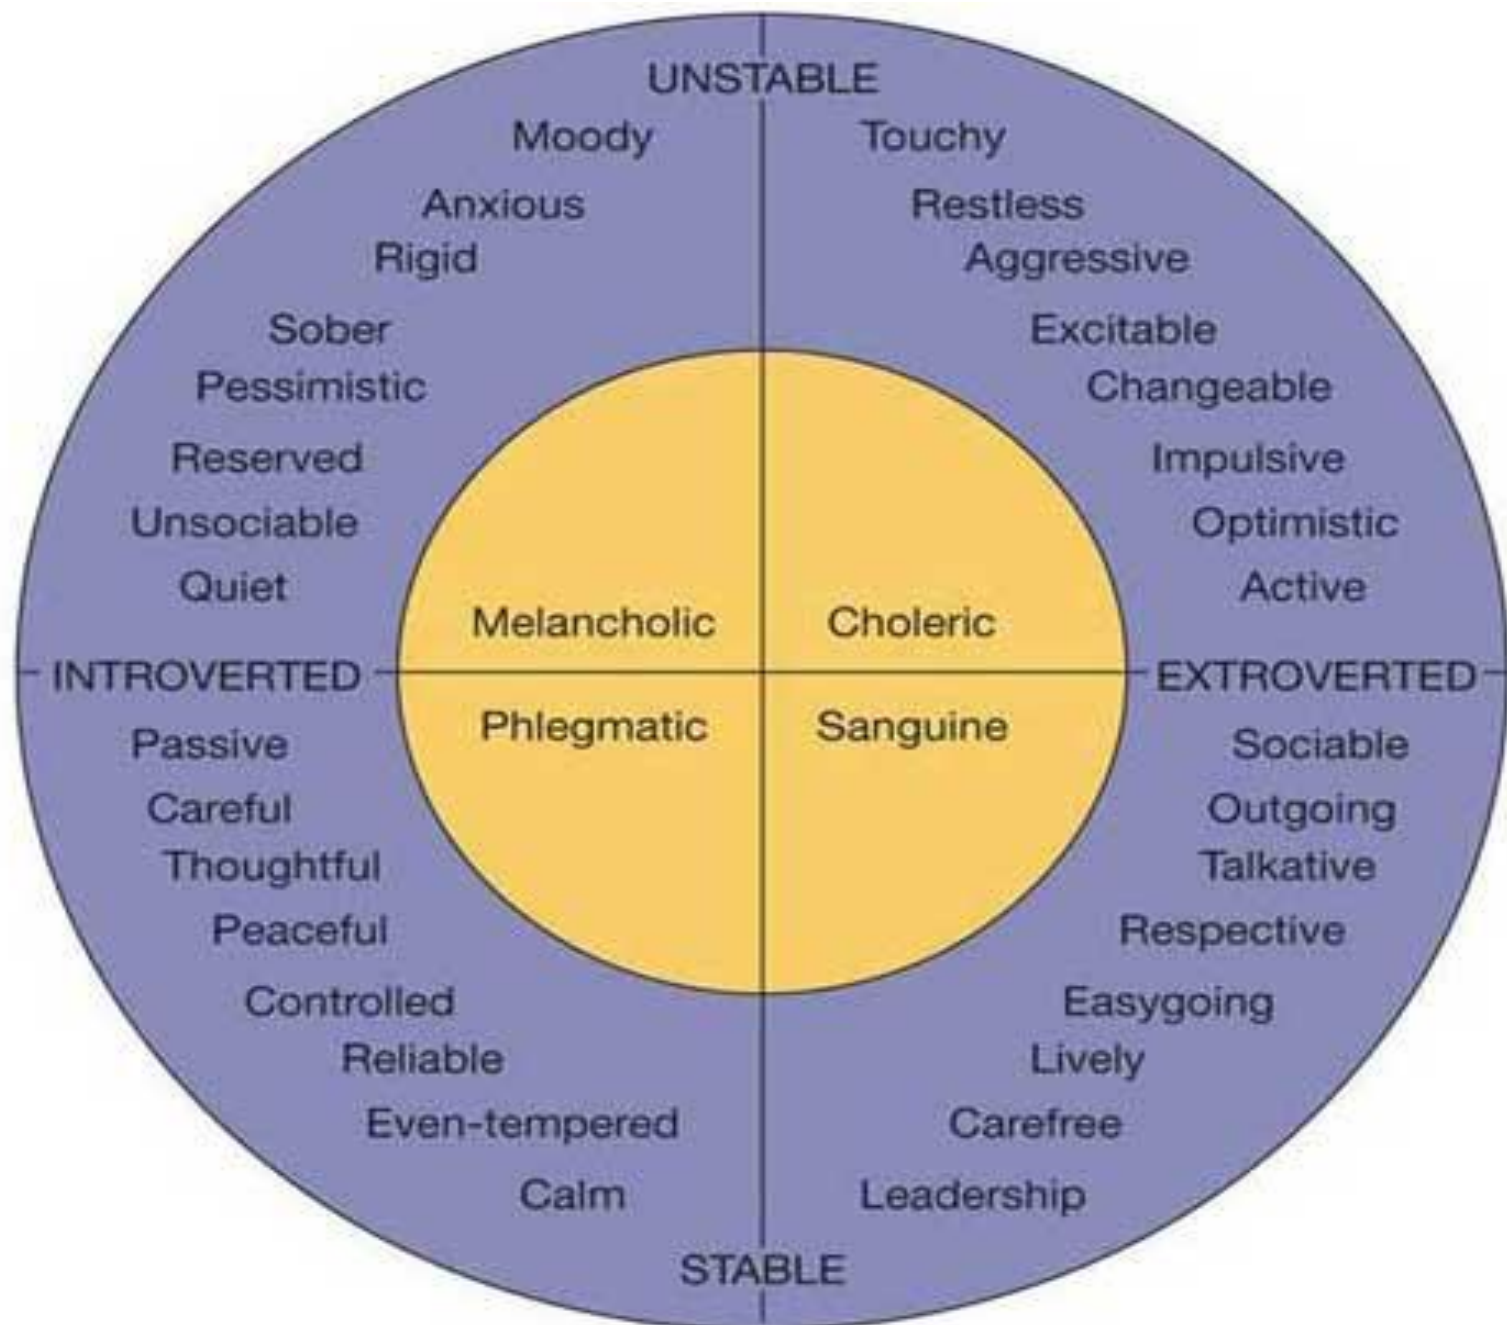 UNSTABLE
Moody Touchy
Anxious Restless
Rigid Aggressive
Sober Excitable
Pessimistic Changeable
Reserved Impulsive
Unsociable Optimistic
Quiet Active
Melancholic Choleric
INTROVERTED EXTROVERTED
Phlegmatic Sanguine
Passive Sociable
Careful Outgoing
Thoughtful Talkative
Peaceful Respective
Controlled Easygoing
Reliable Lively
Even-tempered Carefree
Calm Leadership
STABLE